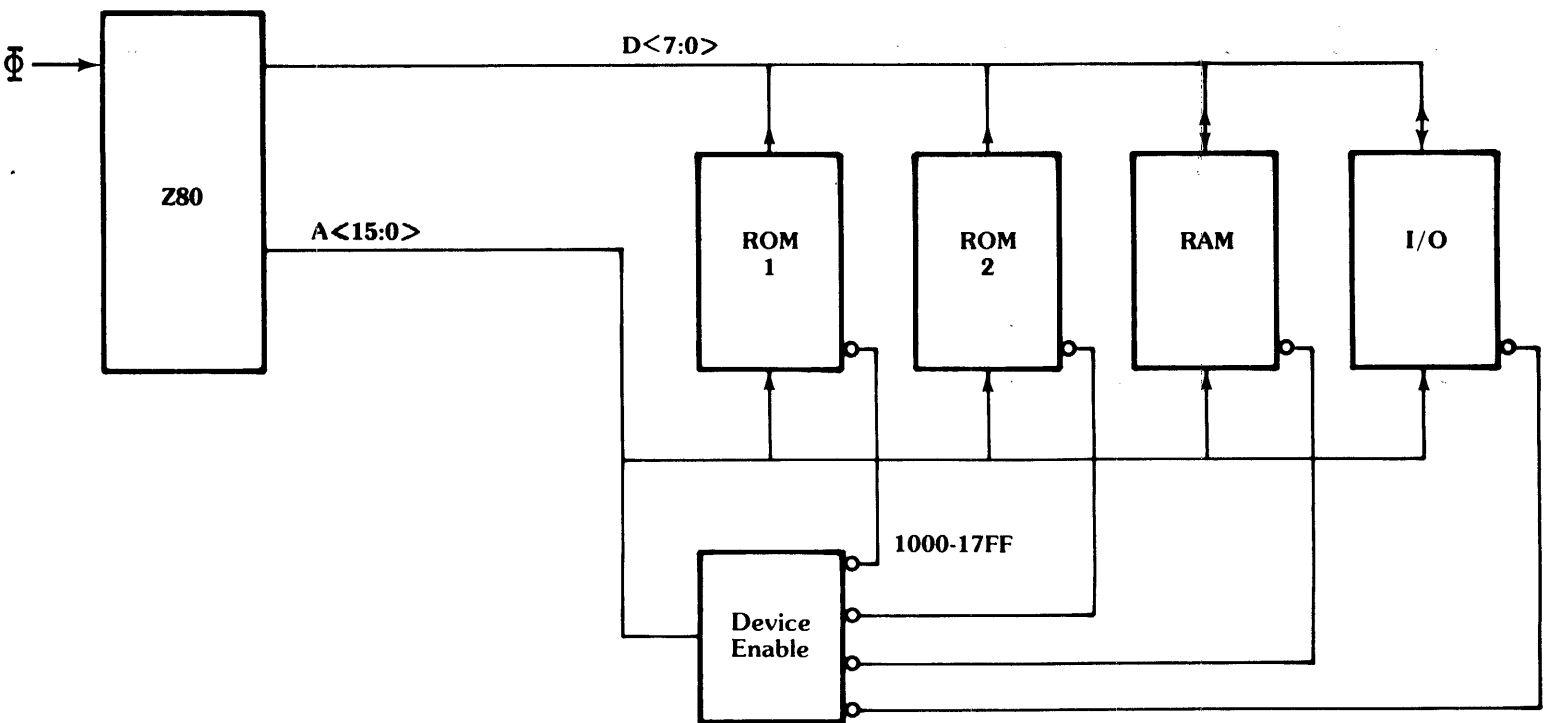 D<7:0>
Φ
Z80
A<15:0>
ROM
1
ROM
2
RAM
I/O
1000-17FF
Device
Enable